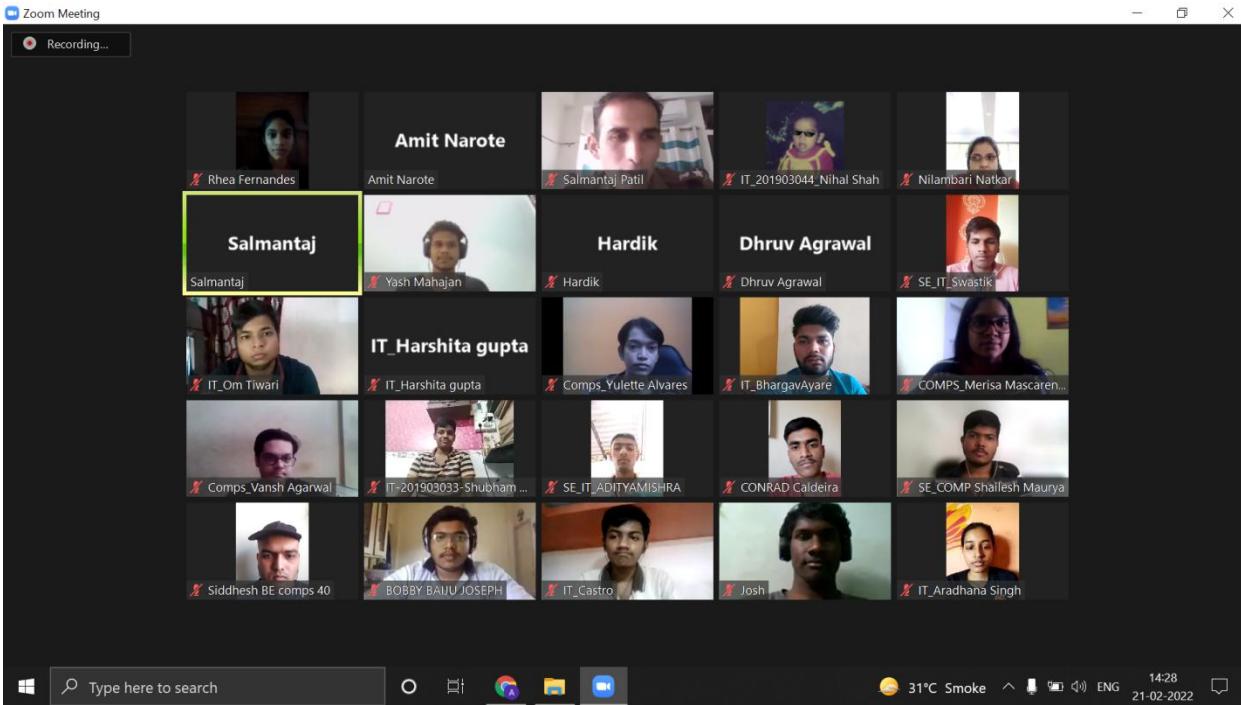 Zoom Meeting
Recording...
Rhea Fernandes
Amit Narote
Amit Narote
Salmantaj Patil
IT_201903044_Nihal Shah
Nilambari Natkar
Salmantaj
Salmantaj
Yash Mahajan
Hardik
Hardik
Dhruv Agrawal
Dhruv Agrawal
SE_IT_Swastik
IT_Om Tiwari
IT_Harshita gupta
IT_Harshita gupta
Comps_Yulette Alvares
IT_BhargavAyare
COMPS_Merisa Mascaren...
Comps_Vansh Agarwal
IT-201903033-Shubham ...
SE_IT_ADITYAMISHRA
CONRAD Caldeira
SE_COMP Shailesh Maurya
Siddhesh BE comps 40
BOBBY BAIJU JOSEPH
IT_Castro
Josh
IT_Aradhana Singh
Type here to search
31°C Smoke
ENG
14:28
21-02-2022